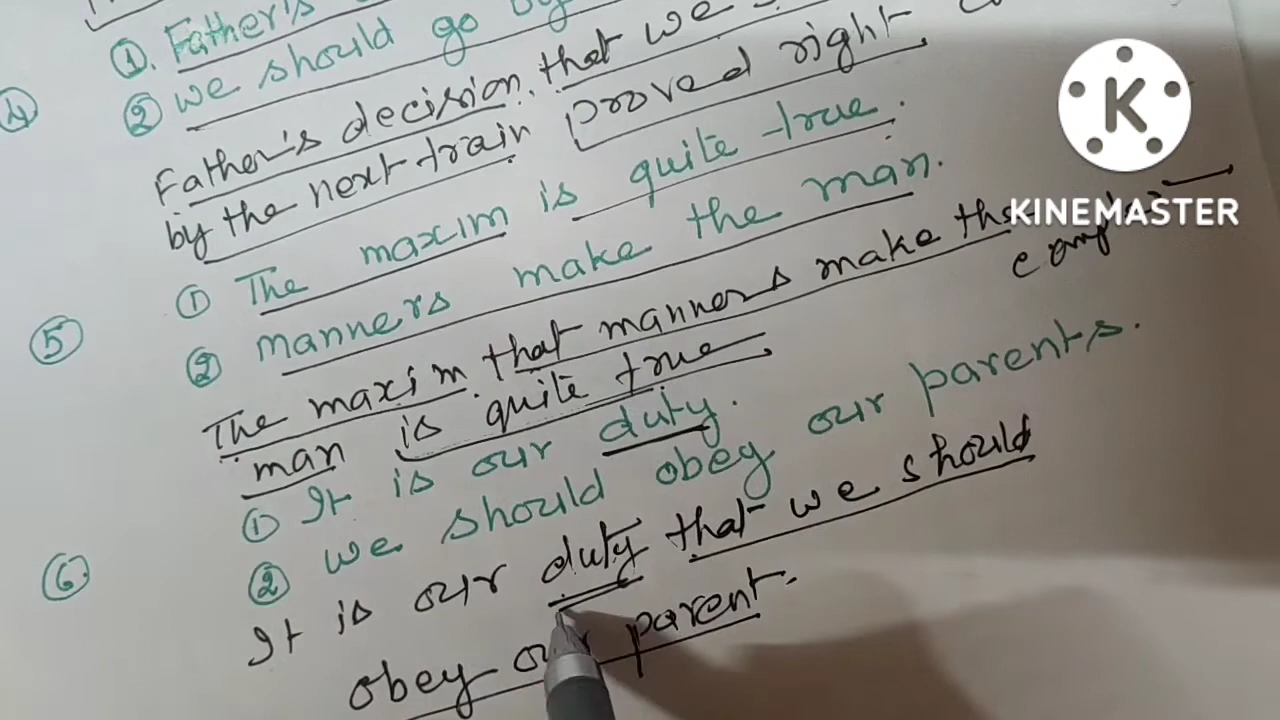 ①. Father's
④ ② we should go by
Father's decision, that we
by the next train proved right
① The maxim is quite true.
⑤ ② manners make the man.
The maxim that manners make the
man is quite true
① It is our duty.
⑥ ② we should obey our parents.
It is our duty that we should
obey our parent.
K
KINEMASTER